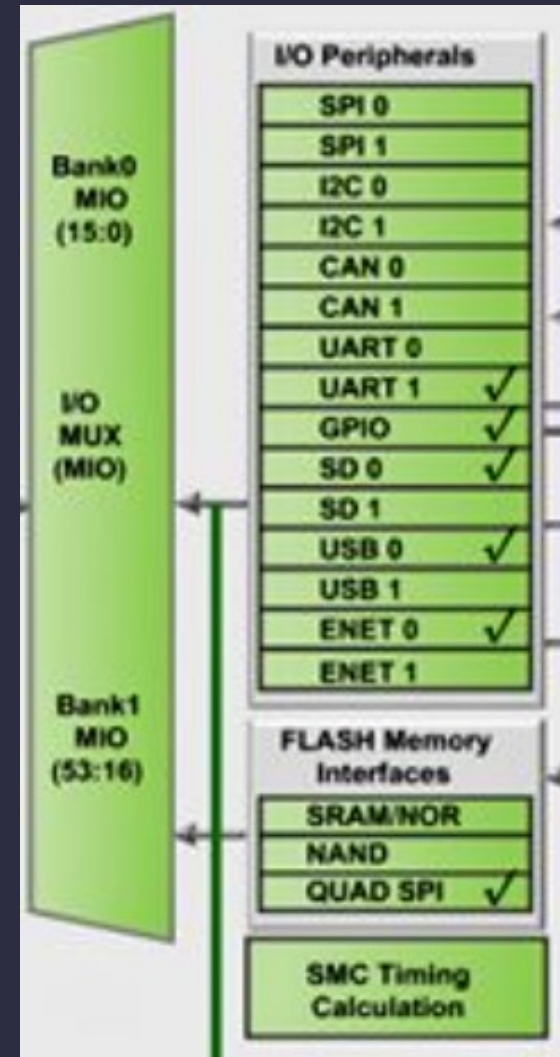 Bank0
MIO
(15:0)
I/O
MUX
(MIO)
Bank1
MIO
(53:16)
I/O Peripherals
SPI 0
SPI 1
I2C 0
I2C 1
CAN 0
CAN 1
UART 0
UART 1 ✓
GPIO ✓
SD 0 ✓
SD 1
USB 0 ✓
USB 1
ENET 0 ✓
ENET 1
FLASH Memory
Interfaces
SRAM/NOR
NAND
QUAD SPI ✓
SMC Timing
Calculation